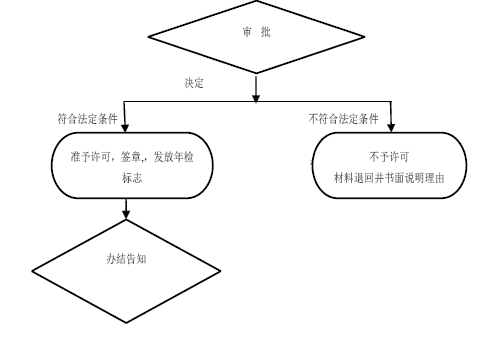 审 批
决定
符合法定条件
不符合法定条件
准予许可，签章,，发放年检
标志
不予许可
材料退回并书面说明理由
办结告知